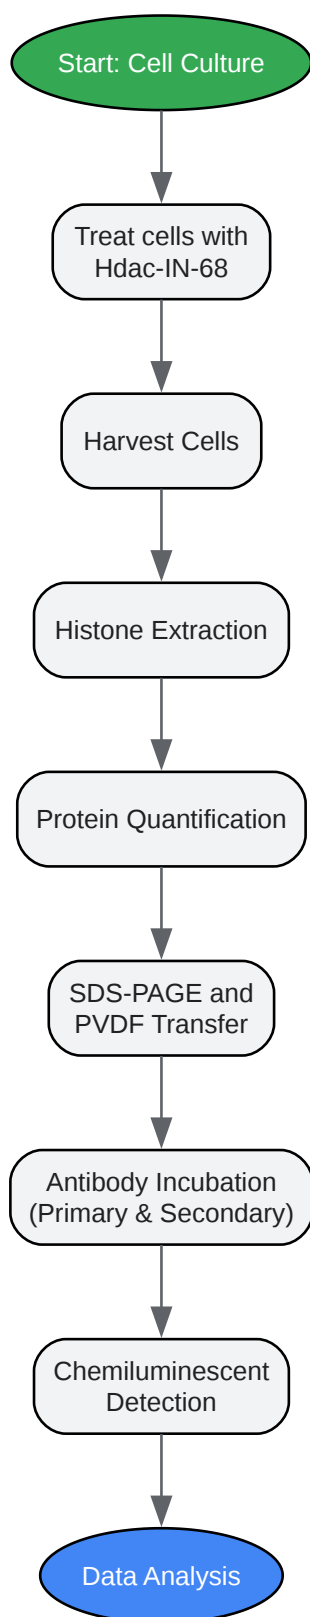 Start: Cell Culture
Treat cells with
Hdac-IN-68
Harvest Cells
Histone Extraction
Protein Quantification
SDS-PAGE and
PVDF Transfer
Antibody Incubation
(Primary & Secondary)
Chemiluminescent
Detection
Data Analysis